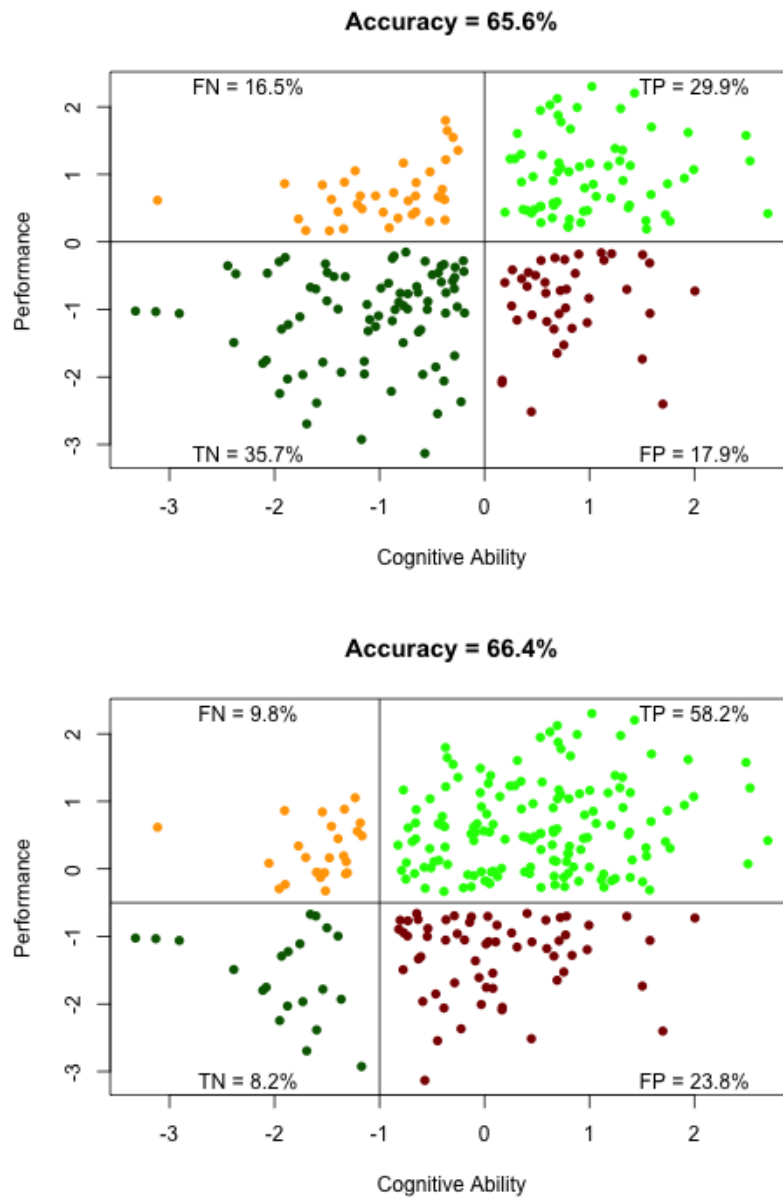 Accuracy = 65.6%
FN = 16.5%
TP = 29.9%
2
1
0
-1
-2
-3
Performance
TN = 35.7%
FP = 17.9%
-3 -2 -1 0 1 2
Cognitive Ability
Accuracy = 66.4%
FN = 9.8%
TP = 58.2%
2
1
0
-1
-2
-3
Performance
TN = 8.2%
FP = 23.8%
-3 -2 -1 0 1 2
Cognitive Ability